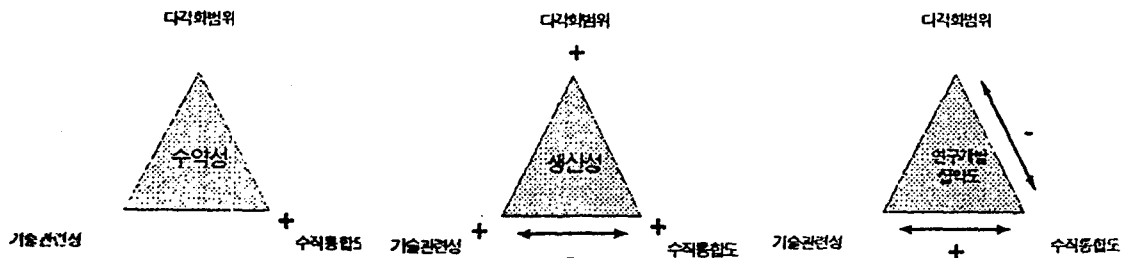 다각화범위
수익성
+
기술관련성
수직통합도
다각화범위
+
생산성
+
+
기술관련성
수직통합도
-
다각화범위
-
연구개발
집약도
기술관련성
+
수직통합도